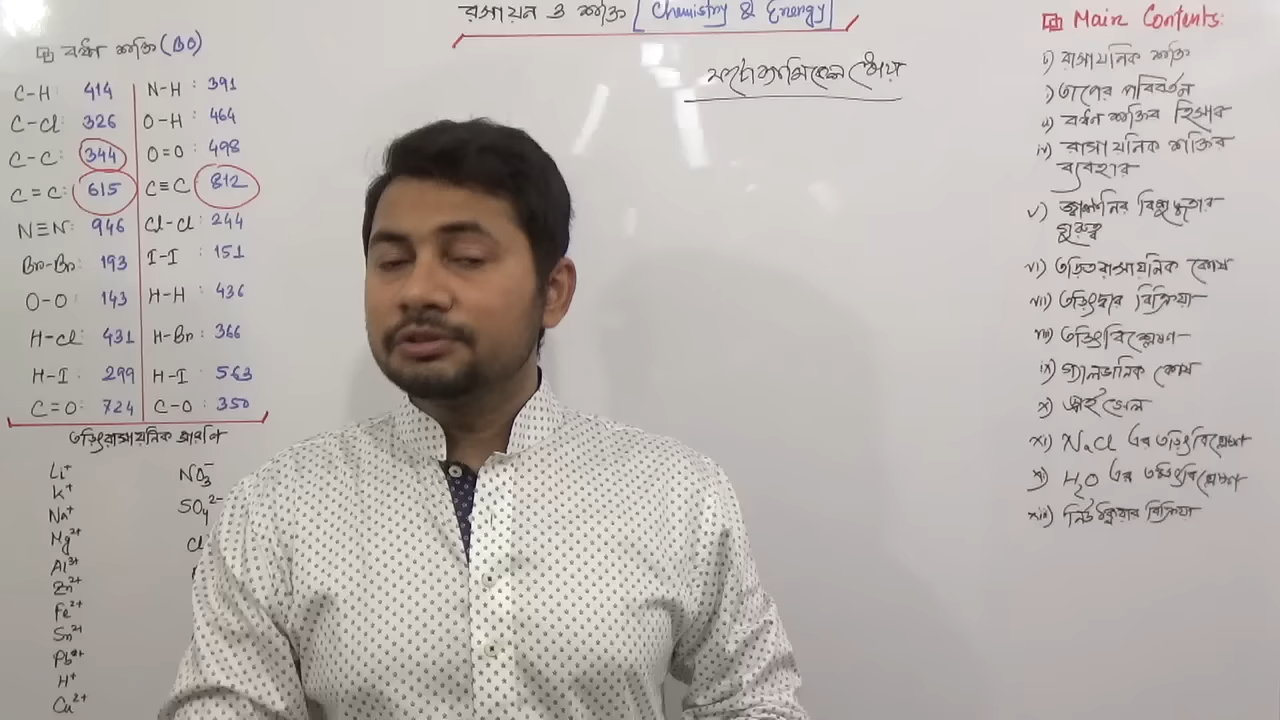 রসায়ন ও শক্তি [Chemistry & Energy]
বন্ধন শক্তি (BO)
C-H: 414 N-H: 391
C-Cl: 326 O-H: 464
C-C: 344 O=O: 498
C=C: 615 C≡C: 812
N≡N: 946 Cl-Cl: 244
Br-Br: 193 I-I: 151
O-O: 143 H-H: 436
H-Cl: 431 H-Br: 366
H-I: 299 H-I: 563
C=O: 724 C-O: 350
তড়িৎরাসায়নিক সারণি
Li⁺ NO₃⁻
K⁺ SO₄²⁻
Na⁺
Mg²⁺ Cl
Al³⁺
Zn²⁺
Fe²⁺
Sn²⁺
Pb²⁺
H⁺
Cu²⁺
Main Contents:
i) রাসায়নিক শক্তি
i) তাপের পরিবর্তন
ii) বন্ধন শক্তির হিসাব
iv) রাসায়নিক শক্তির
ব্যবহার
v) জ্বালানির বিশুদ্ধতার
গুরুত্ব
vi) তড়িতরাসায়নিক কোষ
vii) তড়িৎদ্বার বিক্রিয়া
viii) তড়িৎবিশ্লেষণ
ix) গ্যালভানিক কোষ
x) ড্রাই সেল
xi) NaCl এর তড়িৎবিশ্লেষণ
xii) H₂O এর তড়িৎবিশ্লেষণ
xiii) নিউক্লিয়ার বিক্রিয়া